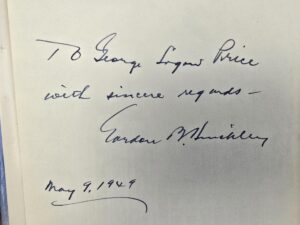 To George Logan Price
with sincere regards –
Gordon B. Hinckley
May 9, 1949